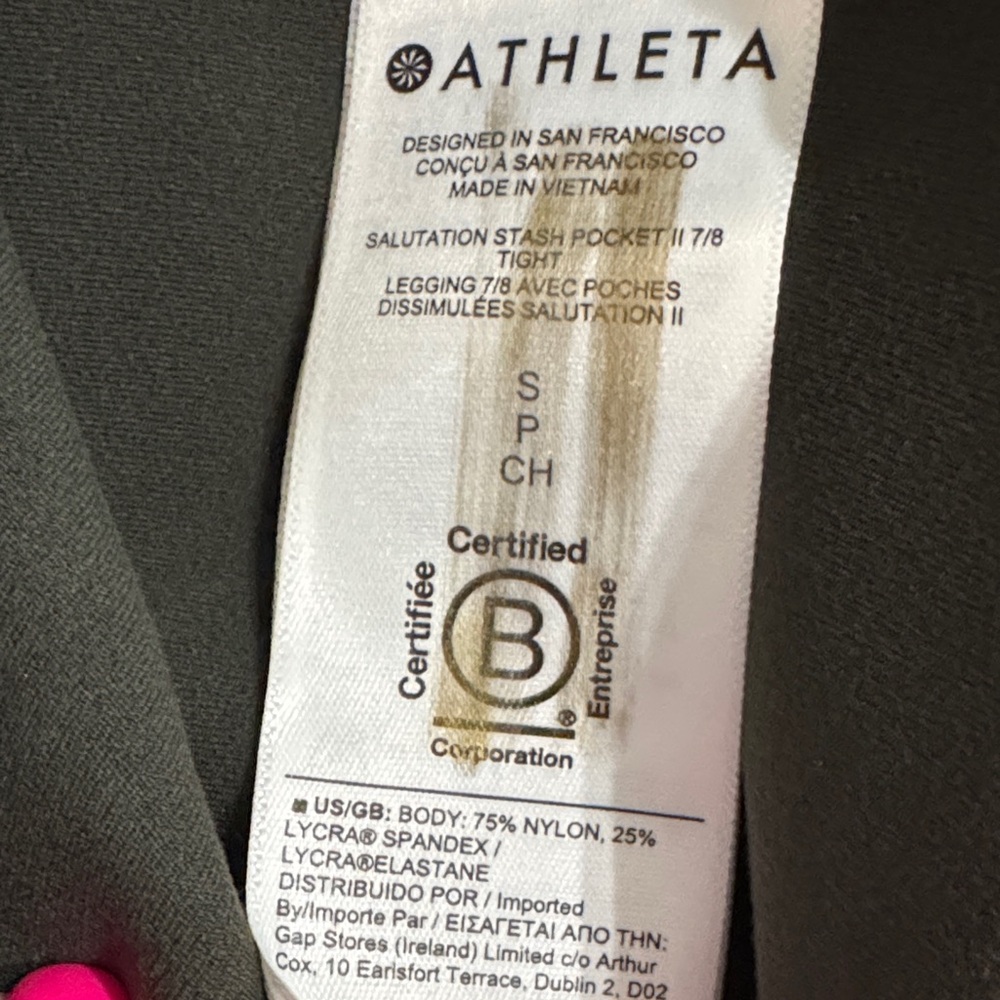 ATHLETA
DESIGNED IN SAN FRANCISCO
CONÇU À SAN FRANCISCO
MADE IN VIETNAM
SALUTATION STASH POCKET II 7/8
TIGHT
LEGGING 7/8 AVEC POCHES
DISSIMULÉES SALUTATION II
S
P
CH
Certified
Certifiée
B
Entreprise
®
Corporation
US/GB: BODY: 75% NYLON, 25%
LYCRA® SPANDEX /
LYCRA®ELASTANE
DISTRIBUIDO POR / Imported
By/Importe Par / ΕΙΣΑΓΕΤΑΙ ΑΠΟ ΤΗΝ:
Gap Stores (Ireland) Limited c/o Arthur
Cox, 10 Earlsfort Terrace, Dublin 2, D02